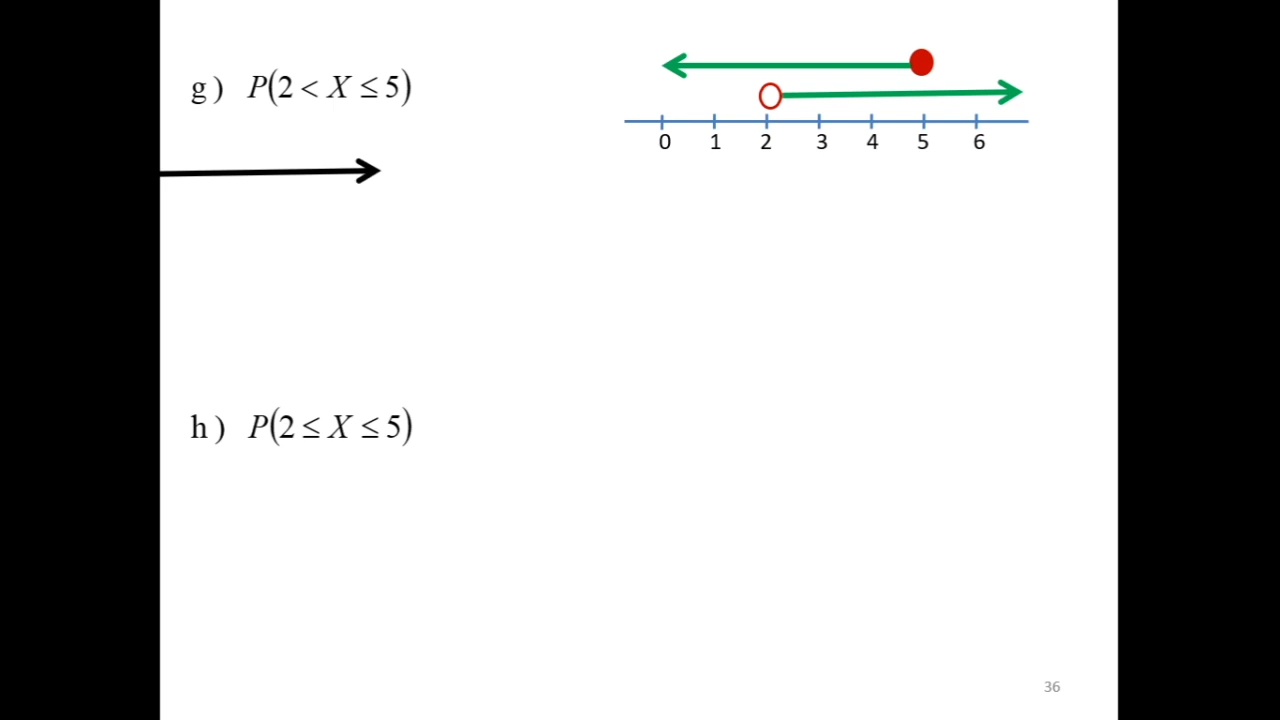 g) P(2 < X ≤ 5)
0 1 2 3 4 5 6
h) P(2 ≤ X ≤ 5)
36